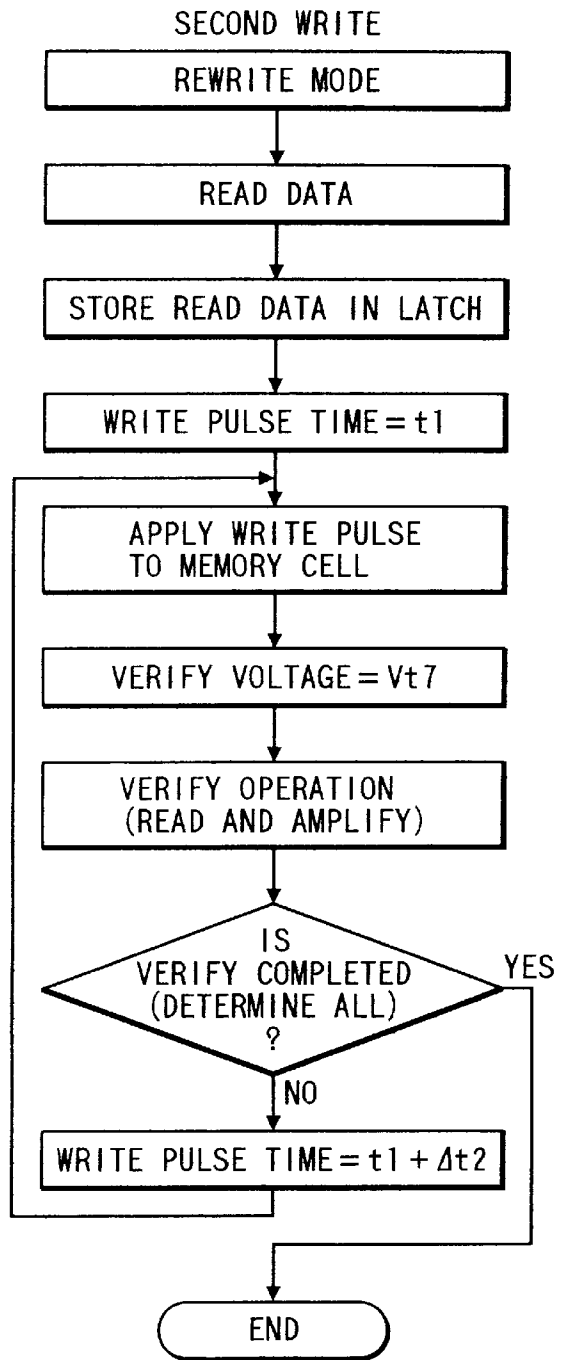 SECOND WRITE
REWRITE MODE
READ DATA
STORE READ DATA IN LATCH
WRITE PULSE TIME=t1
APPLY WRITE PULSE
TO MEMORY CELL
VERIFY VOLTAGE=Vt7
VERIFY OPERATION
(READ AND AMPLIFY)
IS
VERIFY COMPLETED
(DETERMINE ALL)
?
YES
NO
WRITE PULSE TIME=t1+Δt2
END